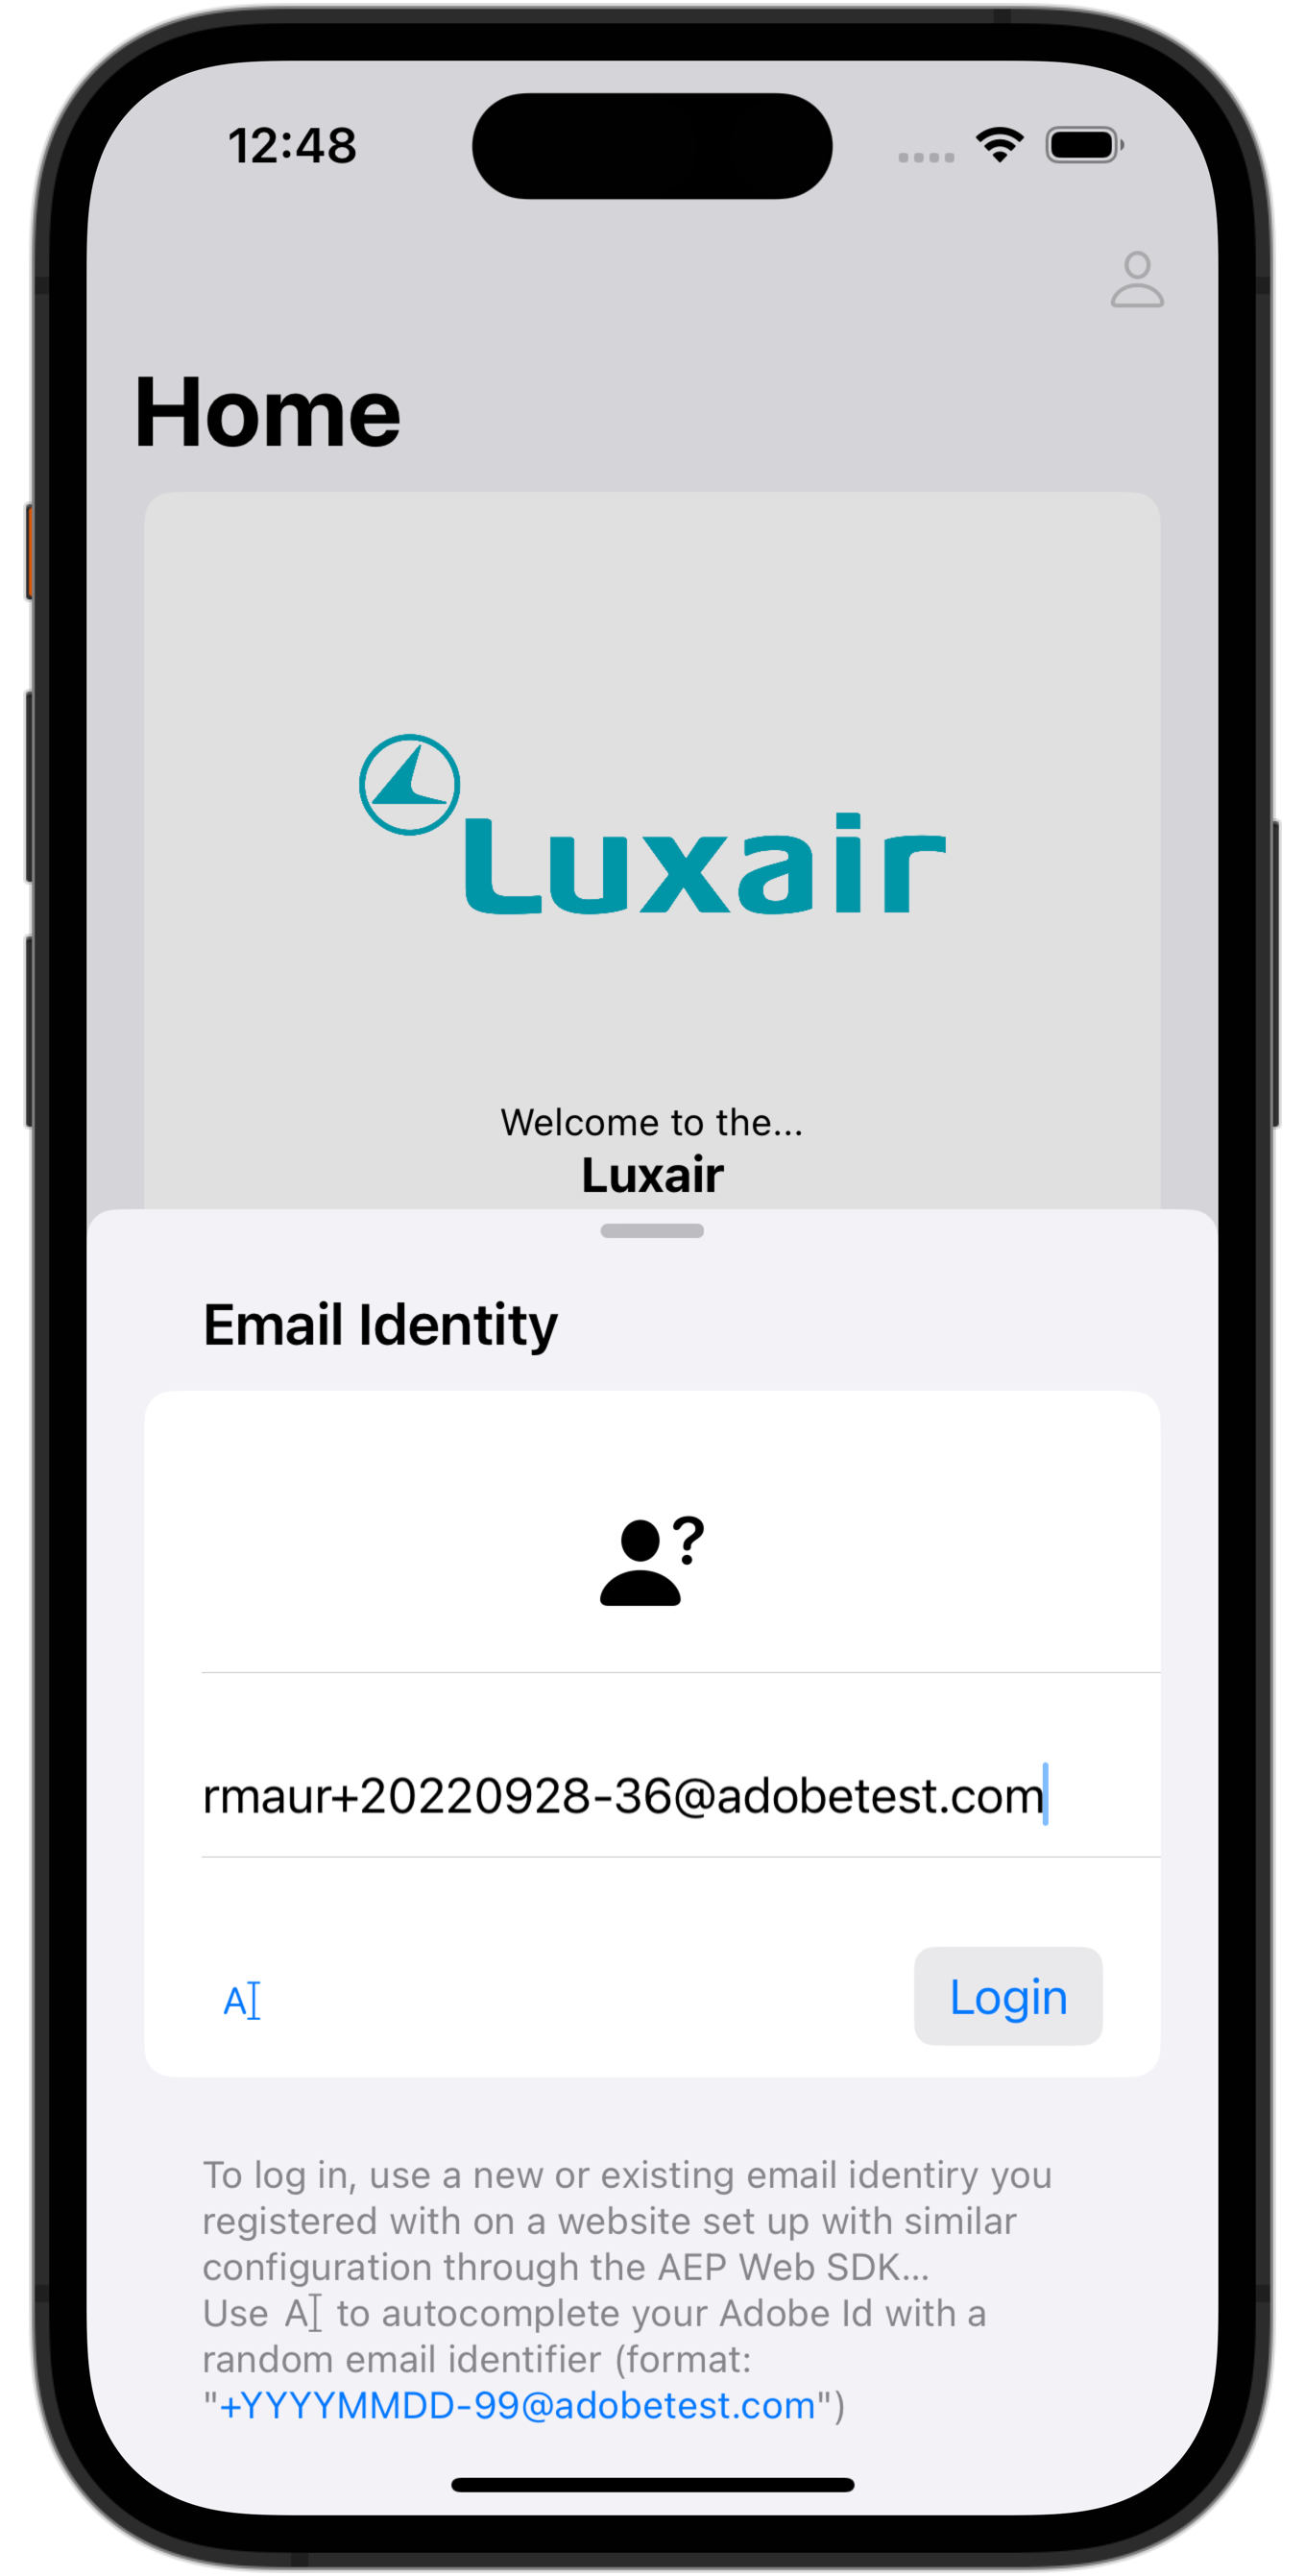 12:48
Home
Luxair
Welcome to the...
Luxair
Email Identity
?
rmaur+20220928-36@adobetest.com
A
Login
To log in, use a new or existing email identiry you
registered with on a website set up with similar
configuration through the AEP Web SDK...
Use A to autocomplete your Adobe Id with a
random email identifier (format:
"+YYYYMMDD-99@adobetest.com")